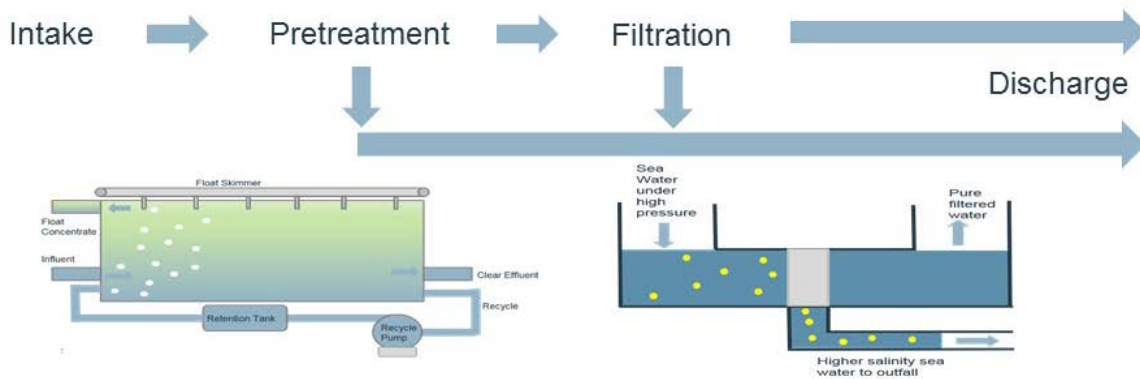 Intake
Pretreatment
Filtration
Discharge
Float Skimmer
Float
Concentrate
Influent
Clear Effluent
Recycle
Retention Tank
Recycle
Pump
7
Sea
Water
under
high
pressure
Pure
filtered
water
Higher salinity sea
water to outfall